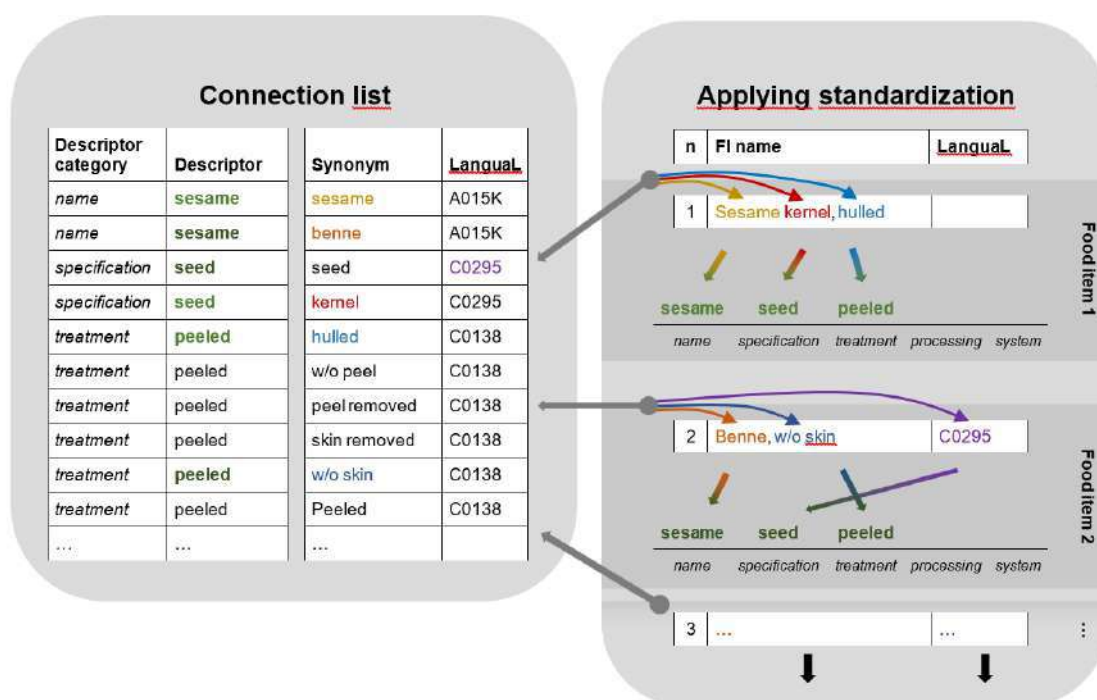 Connection list
Descriptor category Descriptor Synonym LanguaL
name sesame sesame A015K
name sesame benne A015K
specification seed seed C0295
specification seed kernel C0295
treatment peeled hulled C0138
treatment peeled w/o peel C0138
treatment peeled peel removed C0138
treatment peeled skin removed C0138
treatment peeled w/o skin C0138
treatment peeled Peeled C0138
... ... ...
Applying standardization
n FI name LanguaL
1 Sesame kernel, hulled
sesame seed peeled
name specification treatment processing system
Food item 1
2 Benne, w/o skin C0295
sesame seed peeled
name specification treatment processing system
Food item 2
3 ... ...
...